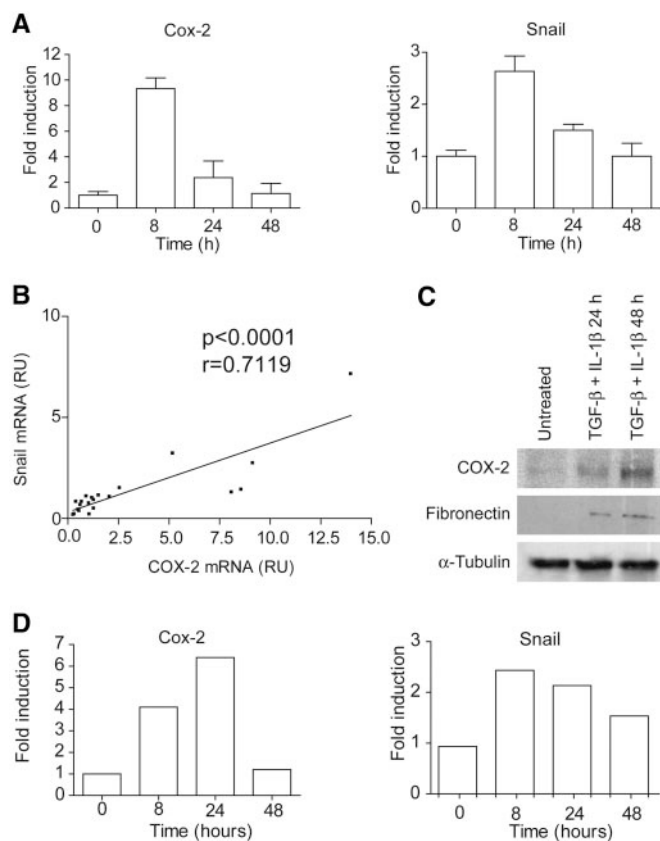 A
Cox-2
Fold induction
12
10
8
6
4
2
0
0 8 24 48
Time (h)
Snail
Fold induction
3
2
1
0
0 8 24 48
Time (h)
B
Snail mRNA (RU)
10
5
0
p<0.0001
r=0.7119
0.0 2.5 5.0 7.5 10.0 12.5 15.0
COX-2 mRNA (RU)
C
Untreated
TGF-β + IL-1β 24 h
TGF-β + IL-1β 48 h
COX-2
Fibronectin
α-Tubulin
D
Cox-2
Fold induction
7
6
5
4
3
2
1
0
0 8 24 48
Time (hours)
Snail
Fold induction
3
2
1
0
0 8 24 48
Time (hours)